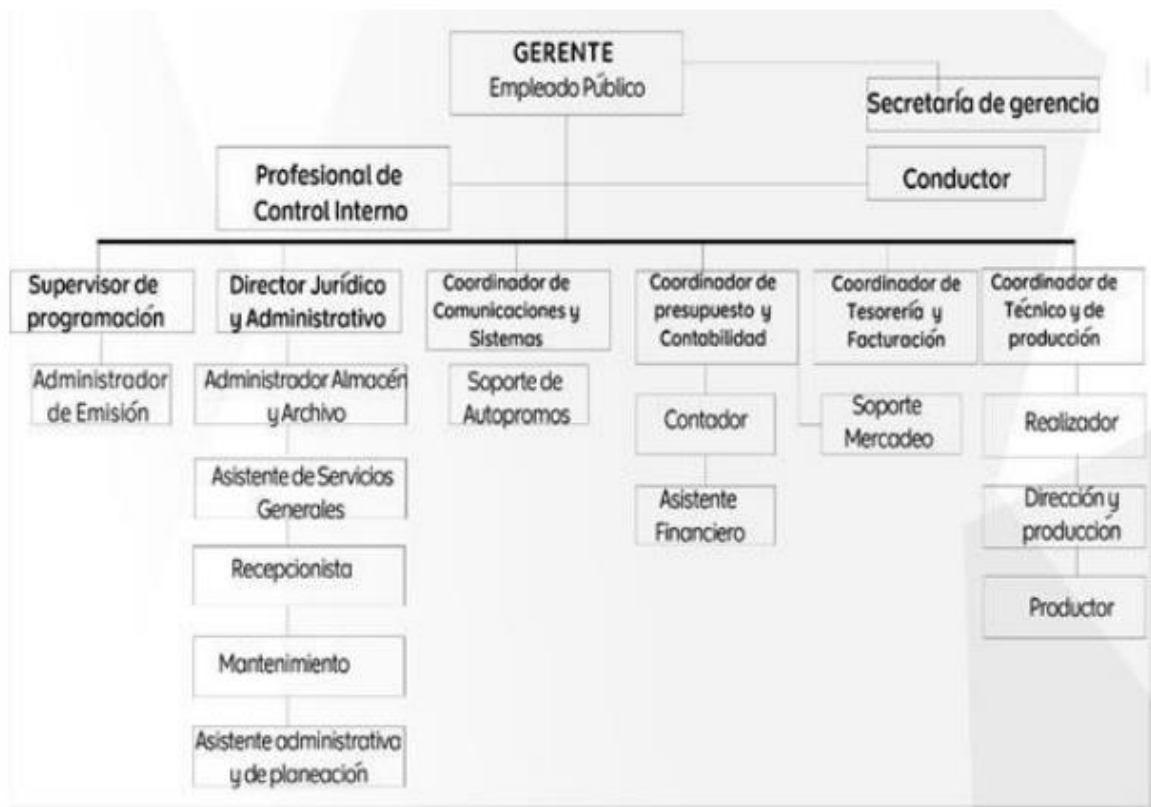 GERENTE
Empleado Público
Secretaría de gerencia
Profesional de
Control Interno
Conductor
Supervisor de
programación
Administrador
de Emisión
Director Jurídico
y Administrativo
Administrador Almacén
y Archivo
Asistente de Servicios
Generales
Recepcionista
Mantenimiento
Asistente administrativa
y de planeación
Coordinador de
Comunicaciones y
Sistemas
Soporte de
Autopromos
Coordinador de
presupuesto y
Contabilidad
Contador
Asistente
Financiero
Coordinador de
Tesorería y
Facturación
Soporte
Mercadeo
Coordinador de
Técnico y de
producción
Realizador
Dirección y
producción
Productor